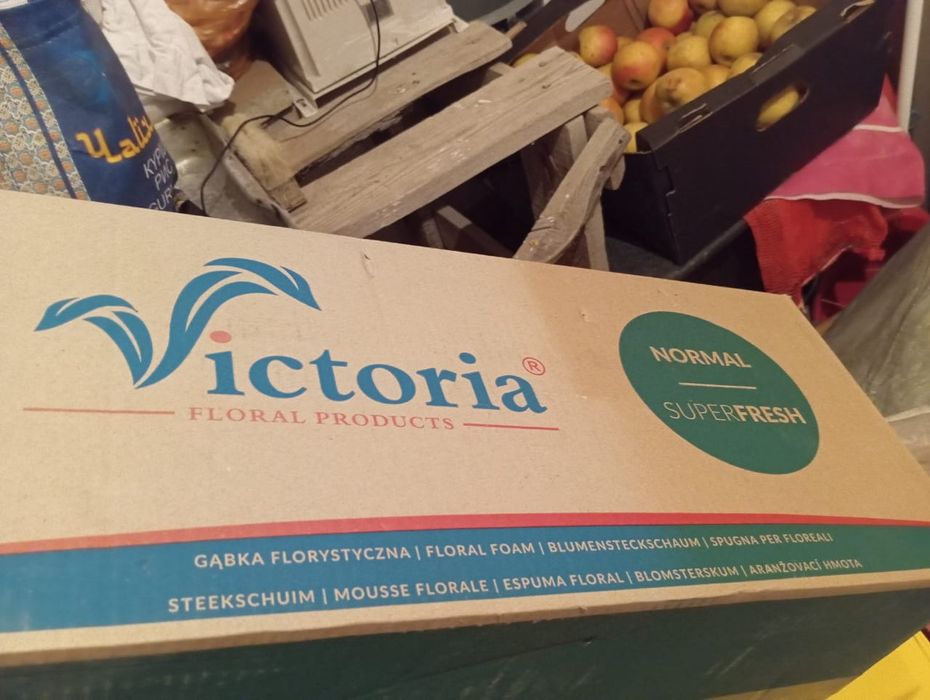 Victoria®
FLORAL PRODUCTS
NORMAL
SUPERFRESH
GĄBKA FLORYSTYCZNA | FLORAL FOAM | BLUMENSTECKSCHAUM | SPUGNA PER FLOREALI
STEEKSCHUIM | MOUSSE FLORALE | ESPUMA FLORAL | BLOMSTERSKUM | ARANŽOVACÍ HMOTA